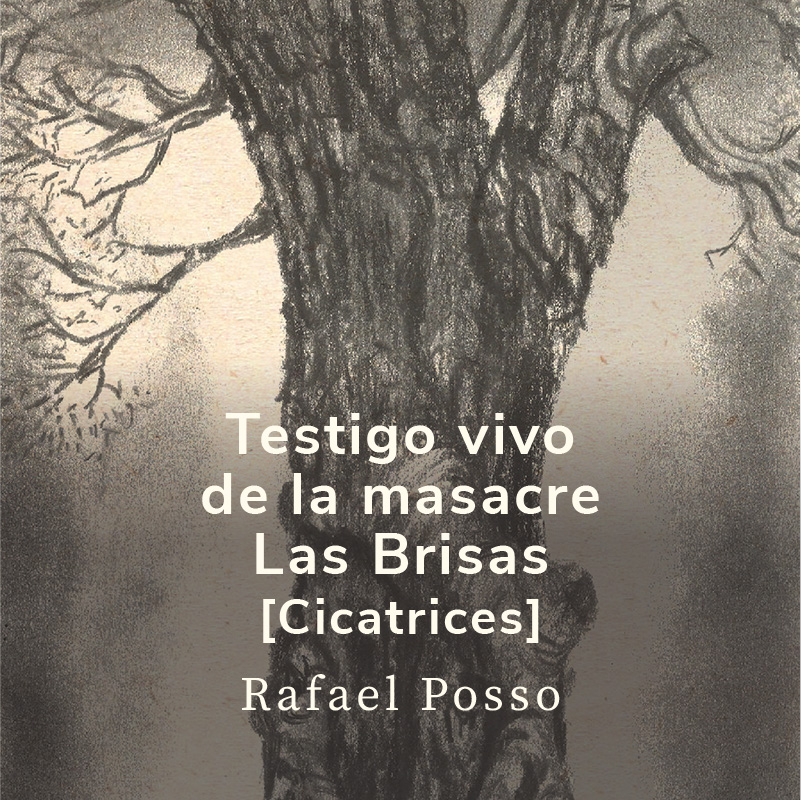 Testigo vivo
de la masacre
Las Brisas
[Cicatrices]
Rafael Posso